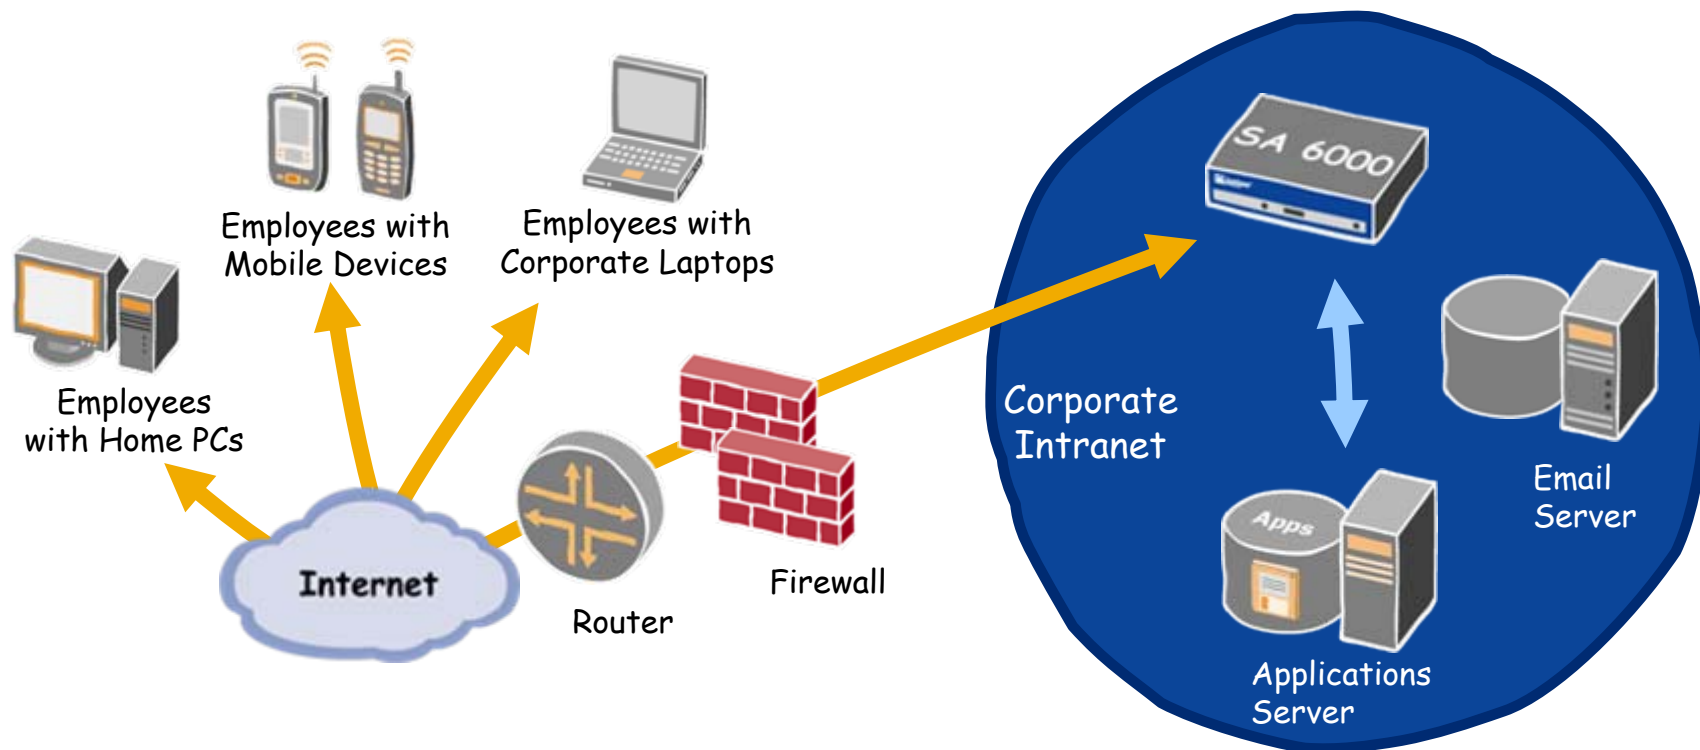 Employees with
Mobile Devices
Employees with
Corporate Laptops
Employees
with Home PCs
Internet
Router
Firewall
SA 6000
Corporate
Intranet
Email
Server
Apps
Applications
Server